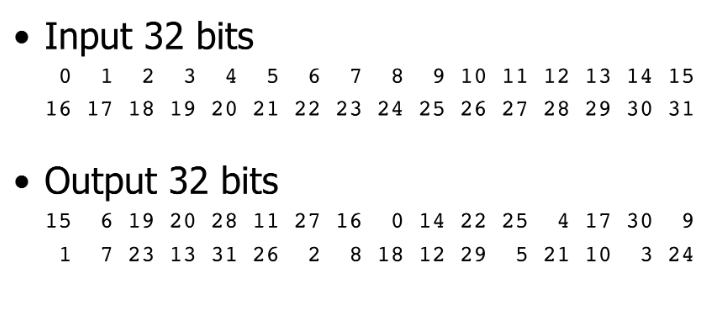 • Input 32 bits
0 1 2 3 4 5 6 7 8 9 10 11 12 13 14 15
16 17 18 19 20 21 22 23 24 25 26 27 28 29 30 31
• Output 32 bits
15 6 19 20 28 11 27 16 0 14 22 25 4 17 30 9
1 7 23 13 31 26 2 8 18 12 29 5 21 10 3 24